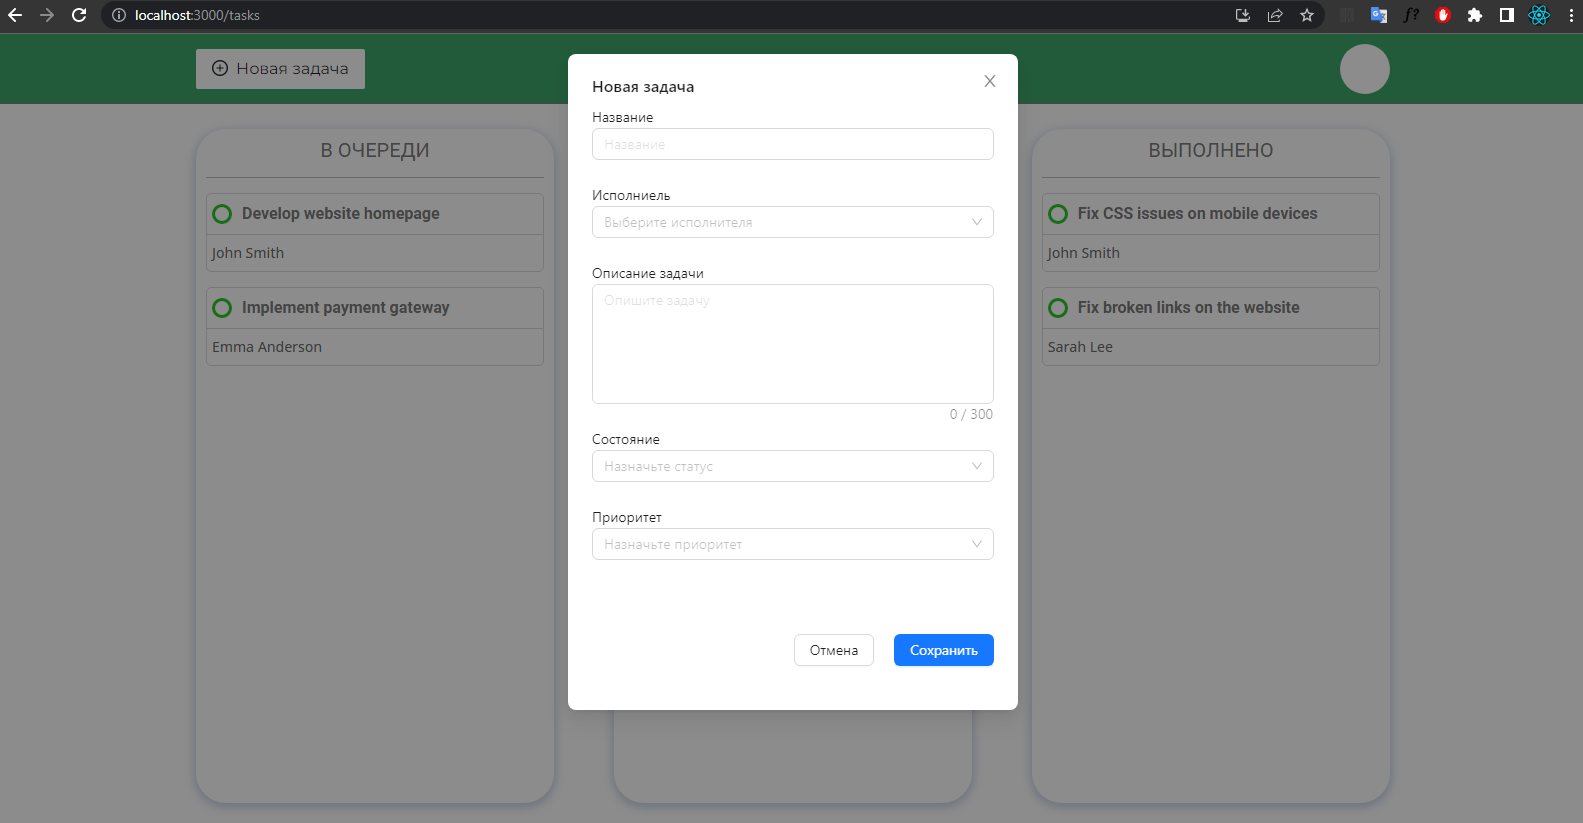 localhost:3000/tasks
Новая задача
В ОЧЕРЕДИ
Develop website homepage
John Smith
Implement payment gateway
Emma Anderson
Новая задача
Название
Название
Исполниель
Выберите исполнителя
Описание задачи
Опишите задачу
0 / 300
Состояние
Назначьте статус
Приоритет
Назначьте приоритет
Отмена
Сохранить
ВЫПОЛНЕНО
Fix CSS issues on mobile devices
John Smith
Fix broken links on the website
Sarah Lee